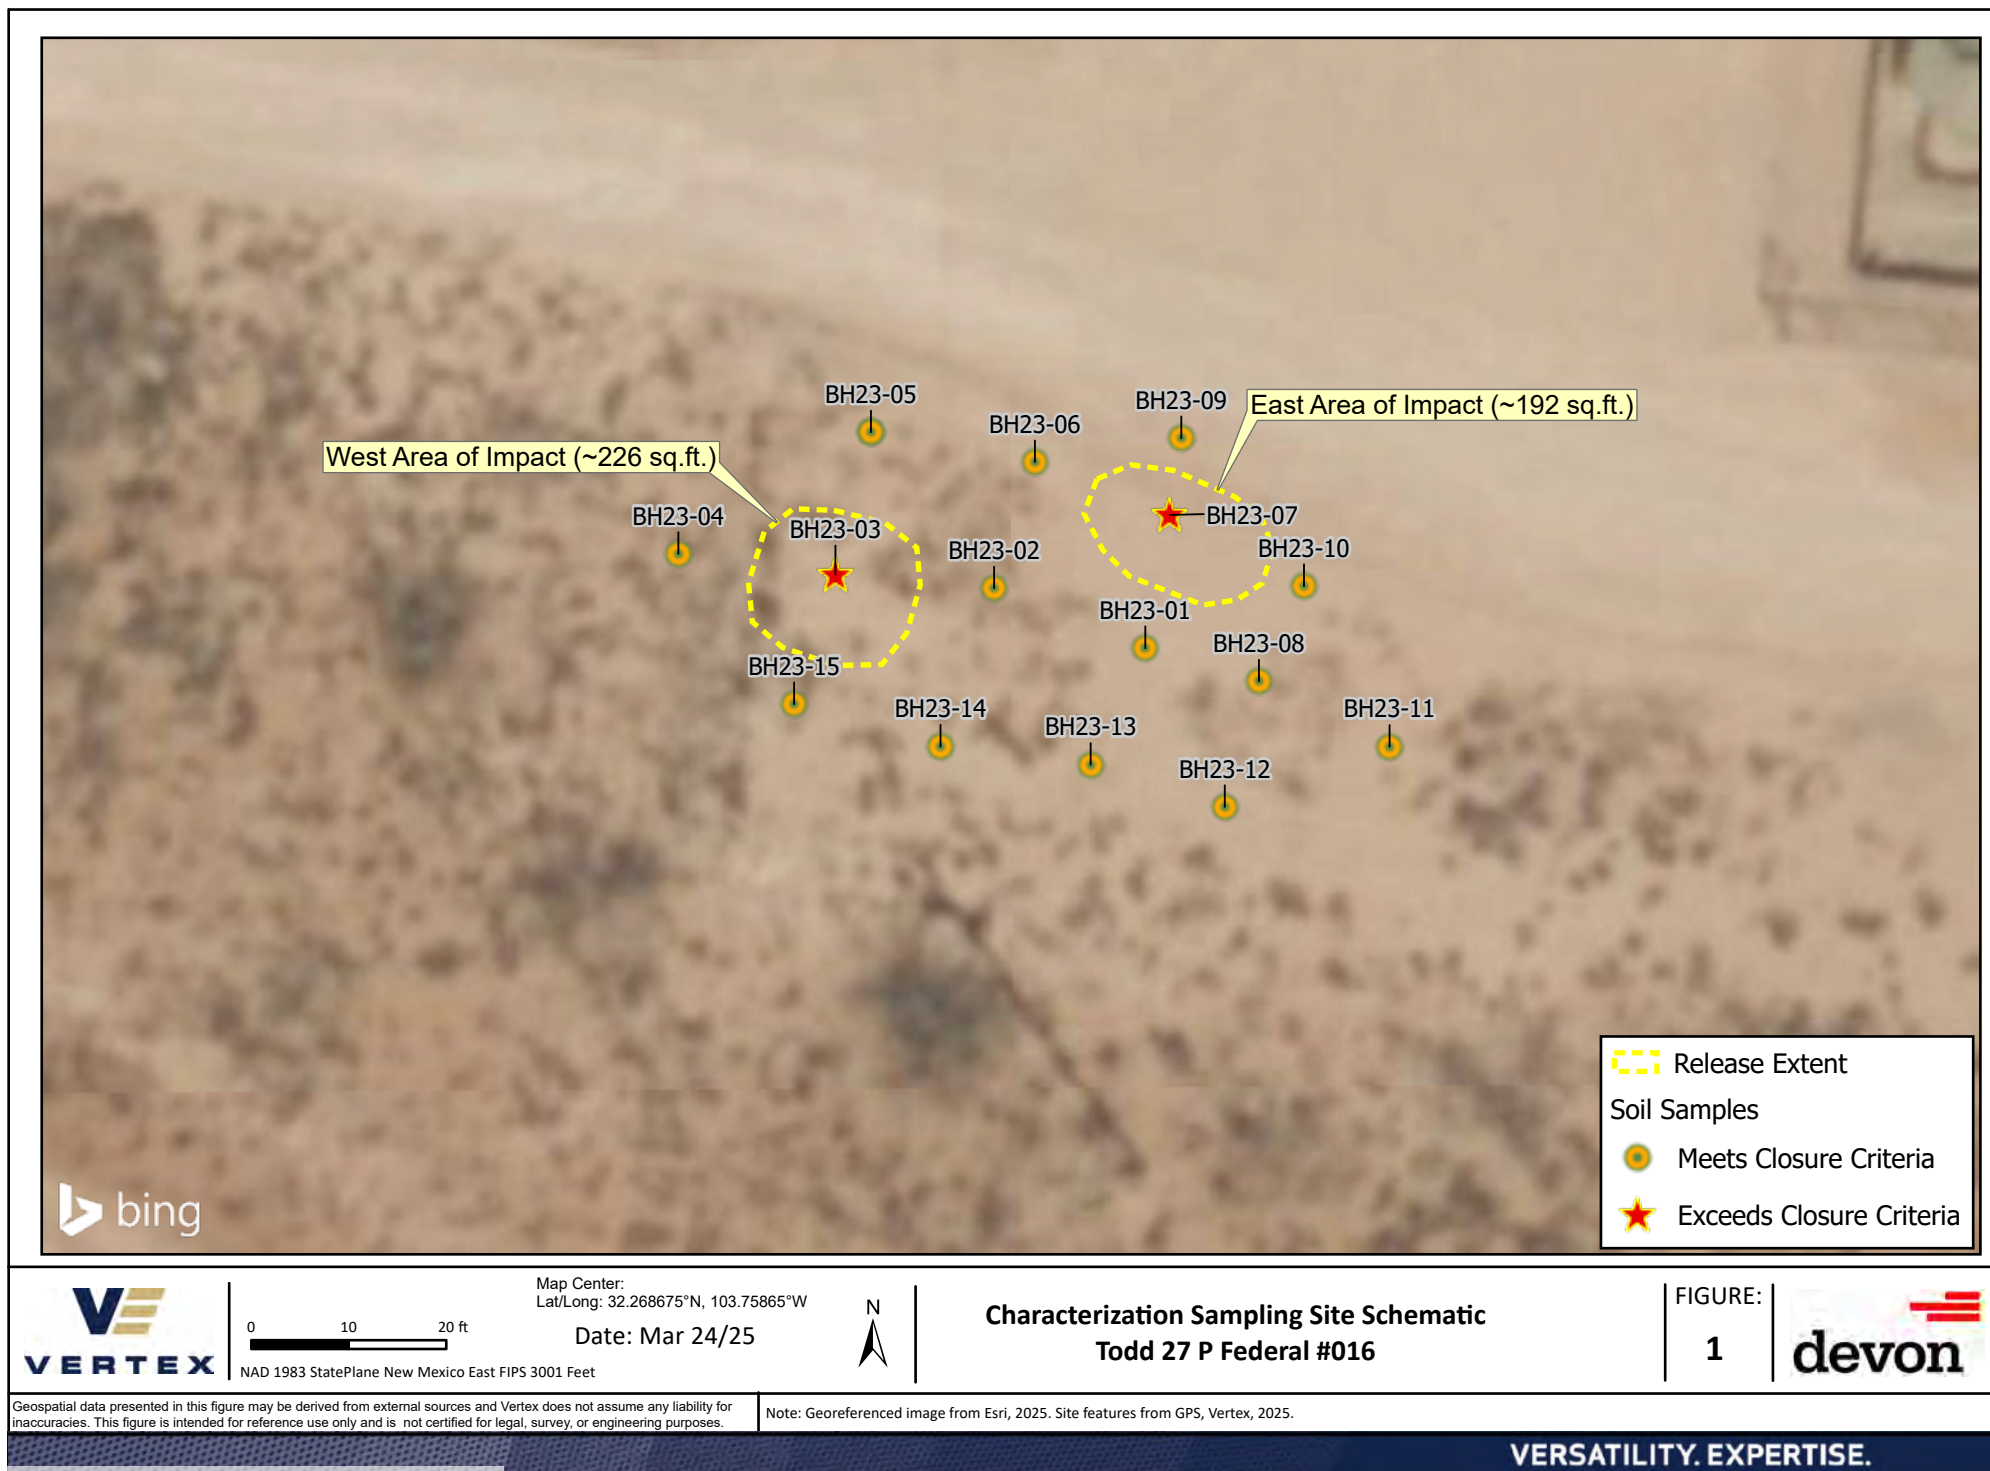 BH23-05
BH23-09
East Area of Impact (~192 sq.ft.)
BH23-06
West Area of Impact (~226 sq.ft.)
BH23-04
BH23-03
BH23-07
BH23-02
BH23-10
BH23-01
BH23-08
BH23-15
BH23-14
BH23-11
BH23-13
BH23-12
Release Extent
Soil Samples
Meets Closure Criteria
Exceeds Closure Criteria
bing
VE
VERTEX
0 10 20 ft
NAD 1983 StatePlane New Mexico East FIPS 3001 Feet
Map Center:
Lat/Long: 32.268675°N, 103.75865°W
Date: Mar 24/25
N
Characterization Sampling Site Schematic
Todd 27 P Federal #016
FIGURE:
1
devon
Geospatial data presented in this figure may be derived from external sources and Vertex does not assume any liability for
inaccuracies. This figure is intended for reference use only and is not certified for legal, survey, or engineering purposes.
Note: Georeferenced image from Esri, 2025. Site features from GPS, Vertex, 2025.
VERSATILITY. EXPERTISE.